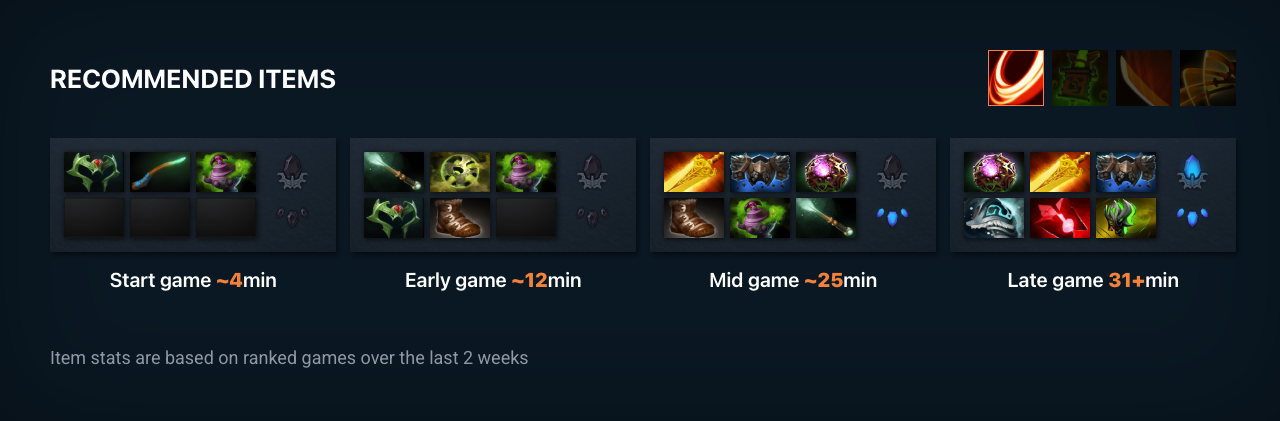 RECOMMENDED ITEMS
Start game ~4min
Early game ~12min
Mid game ~25min
Late game 31+min
Item stats are based on ranked games over the last 2 weeks